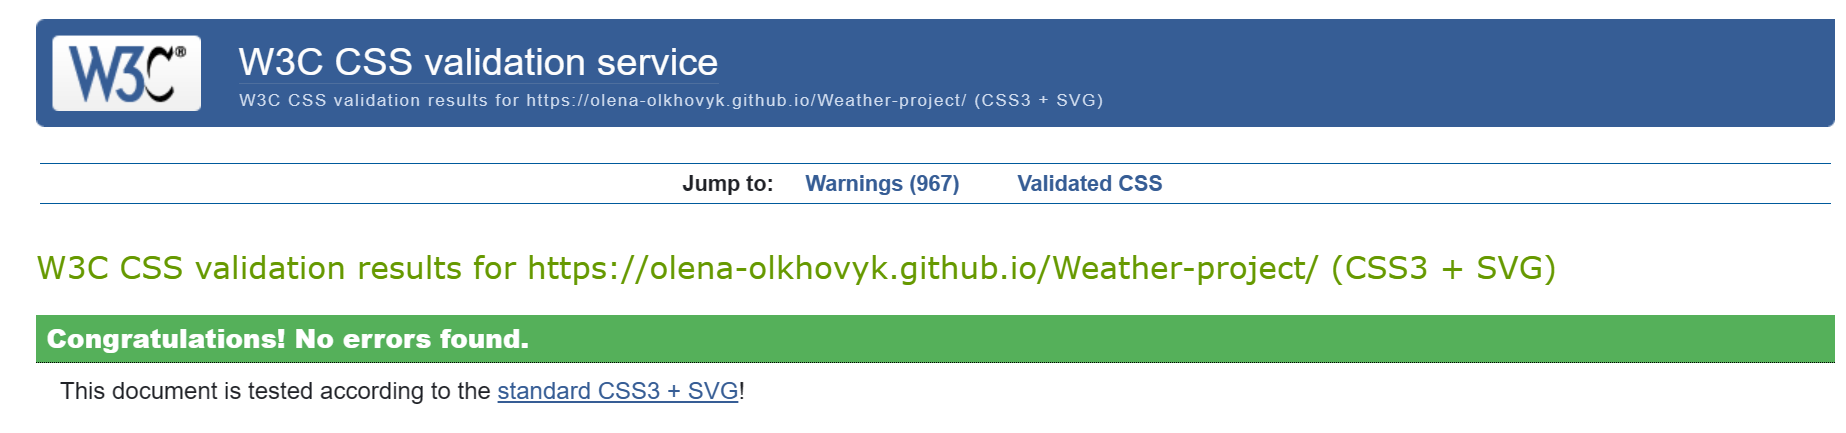 W3C®
W3C CSS validation service
W3C CSS validation results for https://olena-olkhovyk.github.io/Weather-project/ (CSS3 + SVG)
Jump to: Warnings (967) Validated CSS
W3C CSS validation results for https://olena-olkhovyk.github.io/Weather-project/ (CSS3 + SVG)
Congratulations! No errors found.
This document is tested according to the standard CSS3 + SVG!